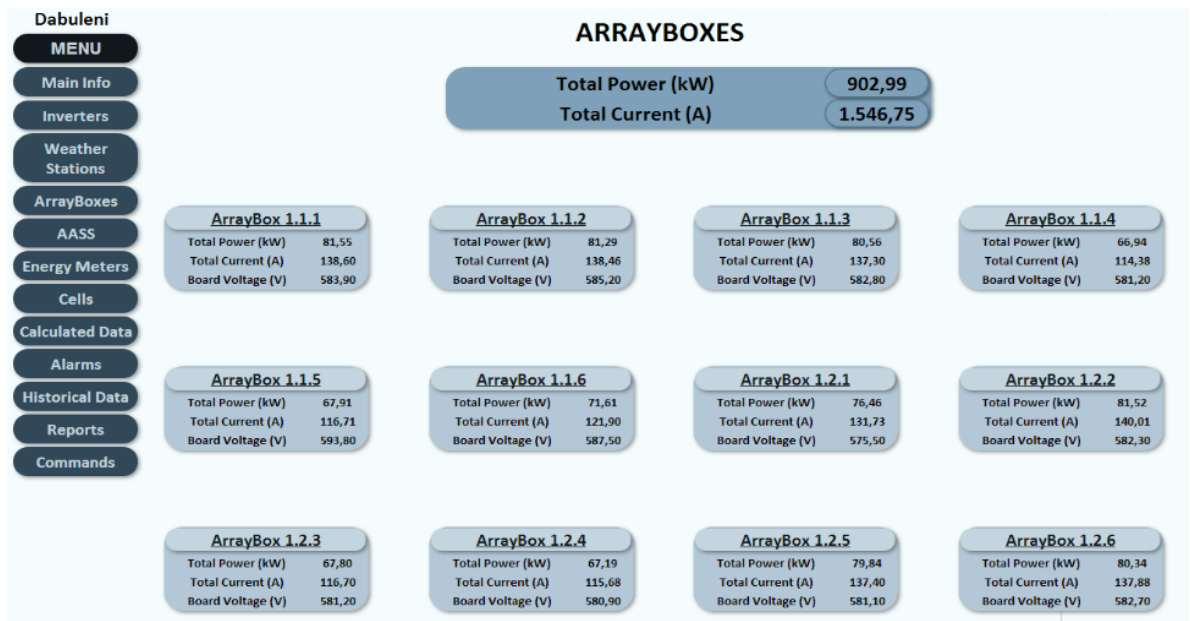 Dabuleni
MENU
Main Info
Inverters
Weather
Stations
ArrayBoxes
AASS
Energy Meters
Cells
Calculated Data
Alarms
Historical Data
Reports
Commands
ARRAYBOXES
Total Power (kW) 902,99
Total Current (A) 1.546,75
ArrayBox 1.1.1
Total Power (kW) 81,55
Total Current (A) 138,60
Board Voltage (V) 583,90
ArrayBox 1.1.2
Total Power (kW) 81,29
Total Current (A) 138,46
Board Voltage (V) 585,20
ArrayBox 1.1.3
Total Power (kW) 80,56
Total Current (A) 137,30
Board Voltage (V) 582,80
ArrayBox 1.1.4
Total Power (kW) 66,94
Total Current (A) 114,38
Board Voltage (V) 581,20
ArrayBox 1.1.5
Total Power (kW) 67,91
Total Current (A) 116,71
Board Voltage (V) 593,80
ArrayBox 1.1.6
Total Power (kW) 71,61
Total Current (A) 121,90
Board Voltage (V) 587,50
ArrayBox 1.2.1
Total Power (kW) 76,46
Total Current (A) 131,73
Board Voltage (V) 575,50
ArrayBox 1.2.2
Total Power (kW) 81,52
Total Current (A) 140,01
Board Voltage (V) 582,30
ArrayBox 1.2.3
Total Power (kW) 67,80
Total Current (A) 116,70
Board Voltage (V) 581,20
ArrayBox 1.2.4
Total Power (kW) 67,19
Total Current (A) 115,68
Board Voltage (V) 580,90
ArrayBox 1.2.5
Total Power (kW) 79,84
Total Current (A) 137,40
Board Voltage (V) 581,10
ArrayBox 1.2.6
Total Power (kW) 80,34
Total Current (A) 137,88
Board Voltage (V) 582,70